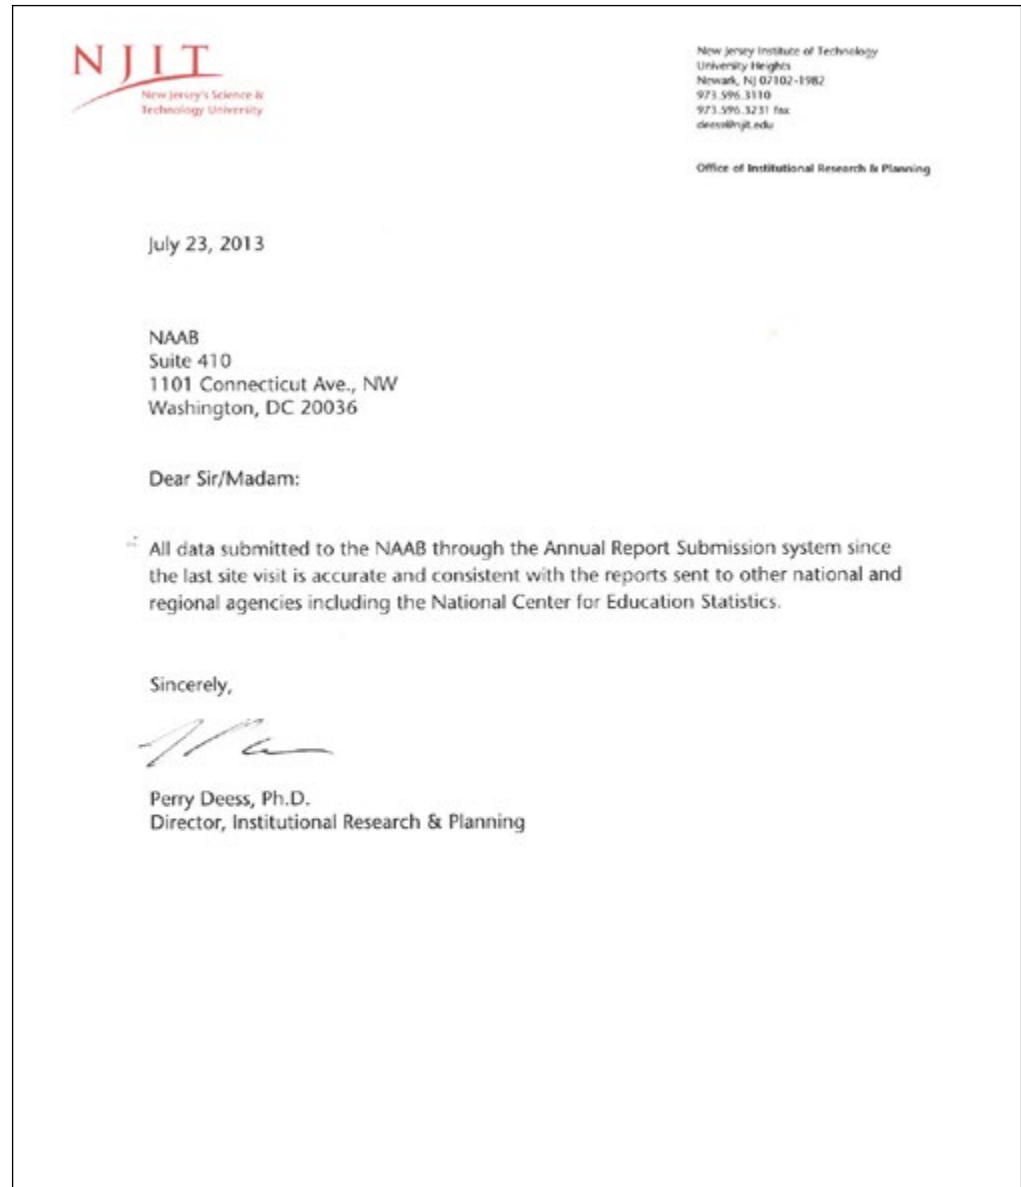 NJIT
New Jersey's Science &
Technology University
New Jersey Institute of Technology
University Heights
Newark, NJ 07102-1982
973.596.3110
973.596.3231 fax
deess@njit.edu
Office of Institutional Research & Planning
July 23, 2013
NAAB
Suite 410
1101 Connecticut Ave., NW
Washington, DC 20036
Dear Sir/Madam:
All data submitted to the NAAB through the Annual Report Submission system since
the last site visit is accurate and consistent with the reports sent to other national and
regional agencies including the National Center for Education Statistics.
Sincerely,
Perry Deess, Ph.D.
Director, Institutional Research & Planning